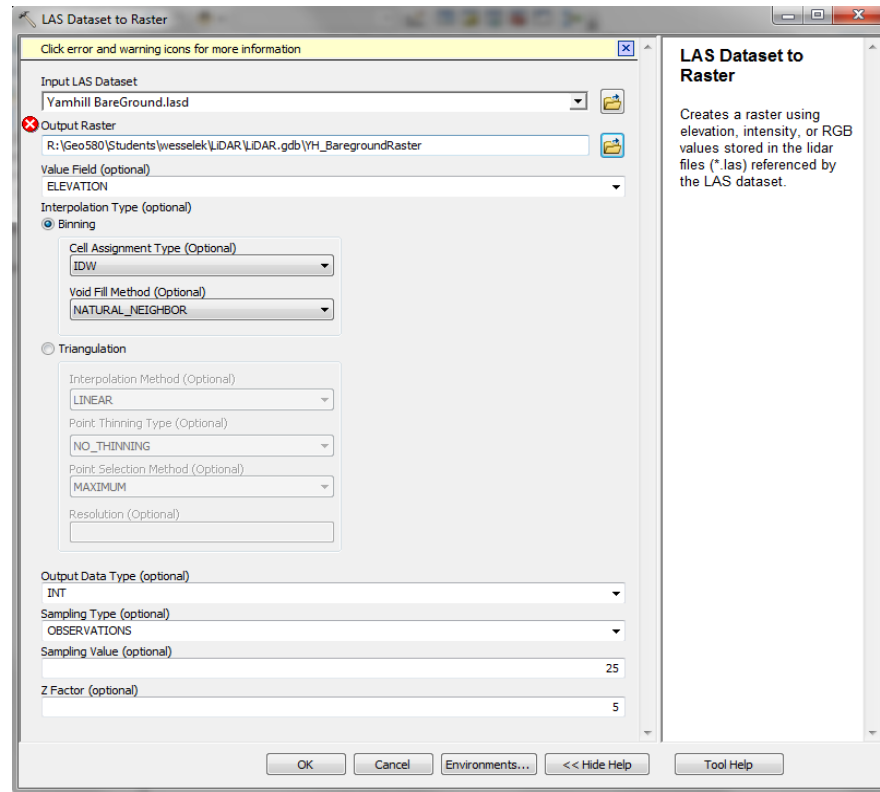 LAS Dataset to Raster
Click error and warning icons for more information
Input LAS Dataset
Yamhill BareGround.lasd
Output Raster
R:\Geo580\Students\wesselek\LiDAR\LiDAR.gdb\YH_BaregroundRaster
Value Field (optional)
ELEVATION
Interpolation Type (optional)
Binning
Cell Assignment Type (Optional)
IDW
Void Fill Method (Optional)
NATURAL_NEIGHBOR
Triangulation
Interpolation Method (Optional)
LINEAR
Point Thinning Type (Optional)
NO_THINNING
Point Selection Method (Optional)
MAXIMUM
Resolution (Optional)
Output Data Type (optional)
INT
Sampling Type (optional)
OBSERVATIONS
Sampling Value (optional)
25
Z Factor (optional)
5
OK
Cancel
Environments...
<< Hide Help
Tool Help
LAS Dataset to
Raster
Creates a raster using
elevation, intensity, or RGB
values stored in the lidar
files (*.las) referenced by
the LAS dataset.